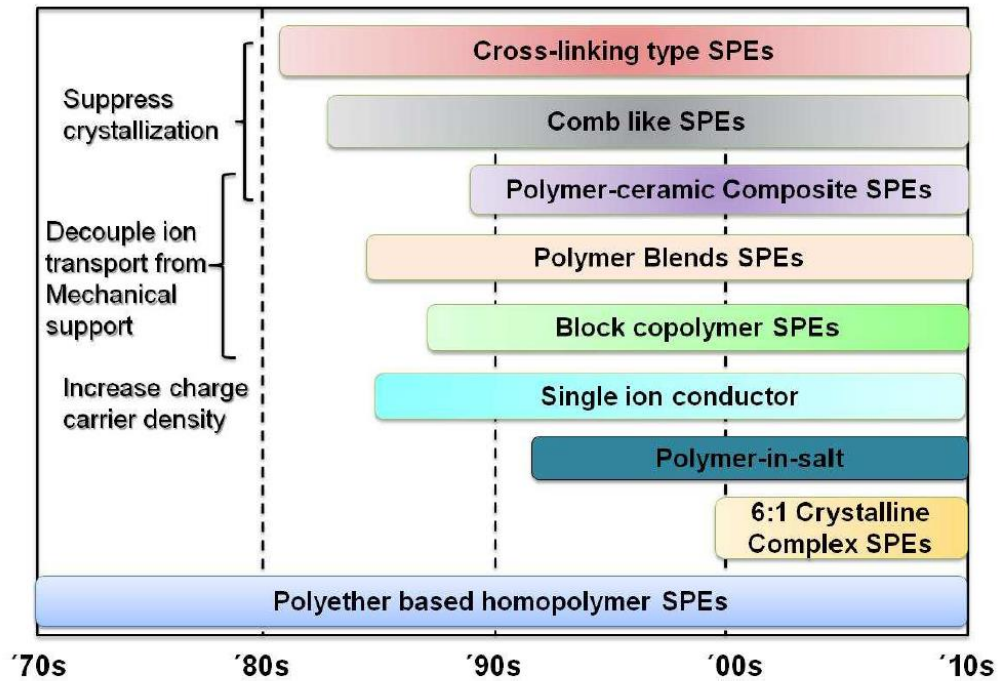 Cross-linking type SPEs
Suppress
crystallization
Comb like SPEs
Polymer-ceramic Composite SPEs
Decouple ion
transport from
Mechanical
support
Polymer Blends SPEs
Block copolymer SPEs
Increase charge
carrier density
Single ion conductor
Polymer-in-salt
6:1 Crystalline
Complex SPEs
Polyether based homopolymer SPEs
´70s ´80s ´90s ´00s ´10s